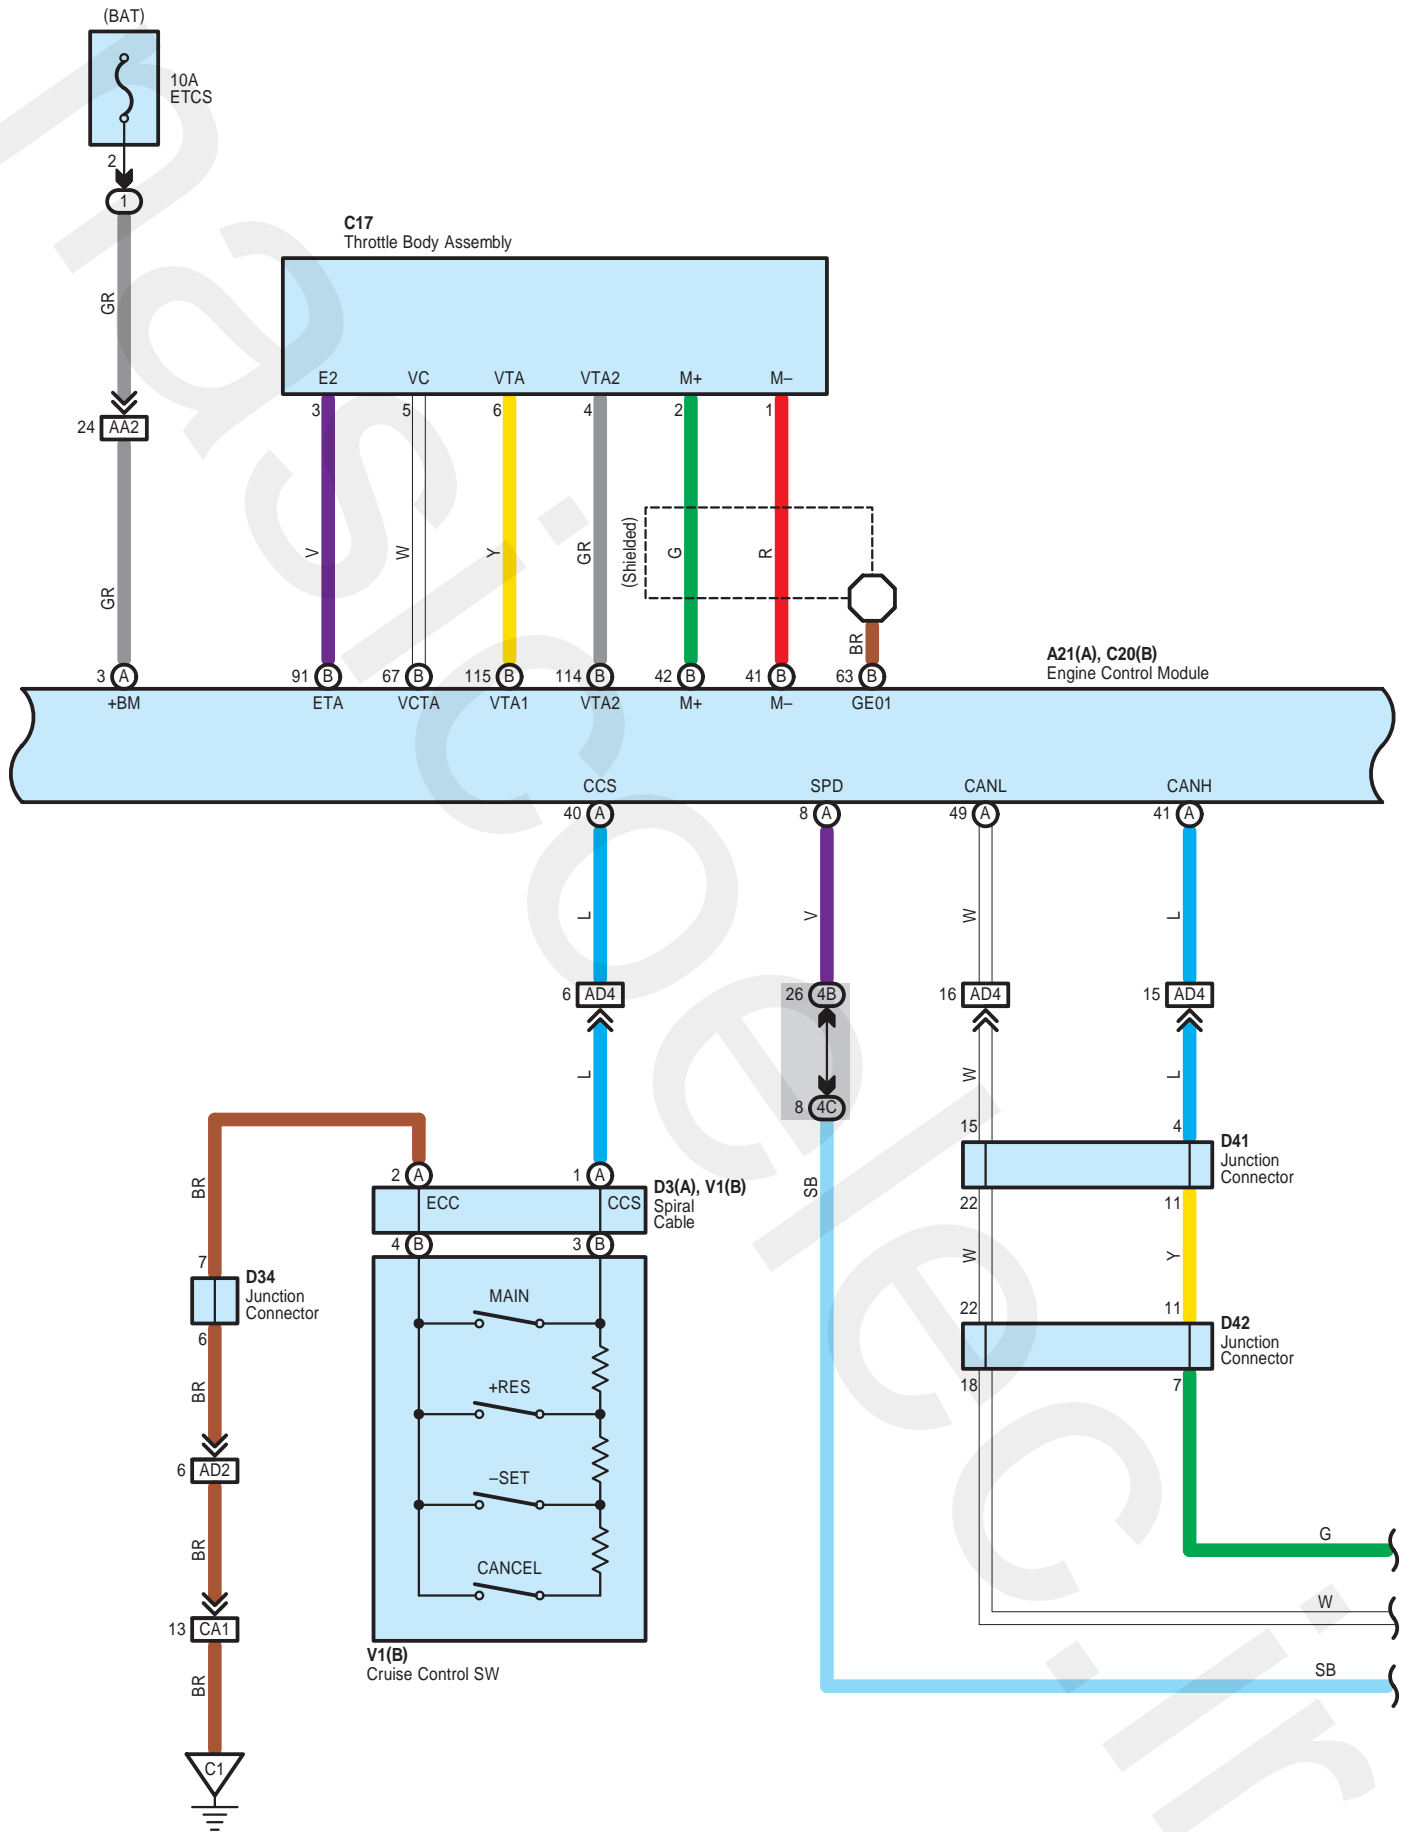 (BAT)
10A
ETCS
2
1
GR
24 AA2
GR
3 A
+BM
C17
Throttle Body Assembly
E2 VC VTA VTA2 M+ M–
3 5 6 4 2 1
V W Y GR (Shielded) G R
BR
91 B 67 B 115 B 114 B 42 B 41 B 63 B
ETA VCTA VTA1 VTA2 M+ M– GE01
A21(A), C20(B)
Engine Control Module
CCS SPD CANL CANH
40 A 8 A 49 A 41 A
L V W L
6 AD4 26 4B 16 AD4 15 AD4
L W L
8 4C
15 4
D41
Junction
Connector
22 11
SB
W Y
22 11
D42
Junction
Connector
18 7
G
W
SB
2 A 1 A
ECC CCS
D3(A), V1(B)
Spiral
Cable
4 B 3 B
MAIN
+RES
–SET
CANCEL
V1(B)
Cruise Control SW
BR
7
D34
Junction
Connector
6
BR
6 AD2
BR
13 CA1
BR
C1
hasicoelec.ir